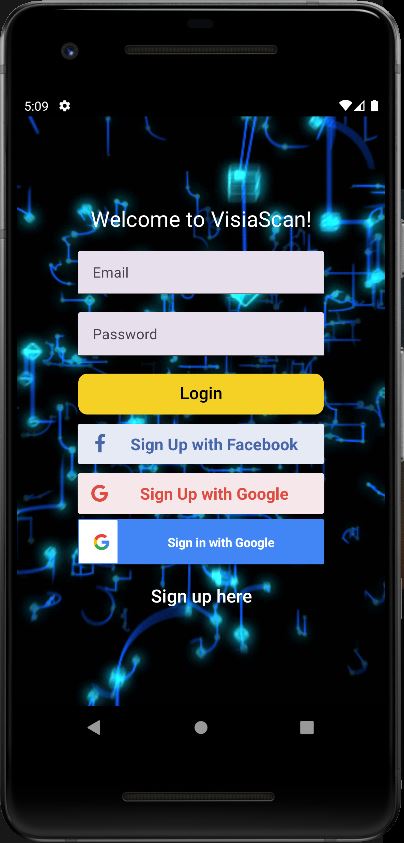 5:09
Welcome to VisiaScan!
Email
Password
Login
Sign Up with Facebook
Sign Up with Google
Sign in with Google
Sign up here